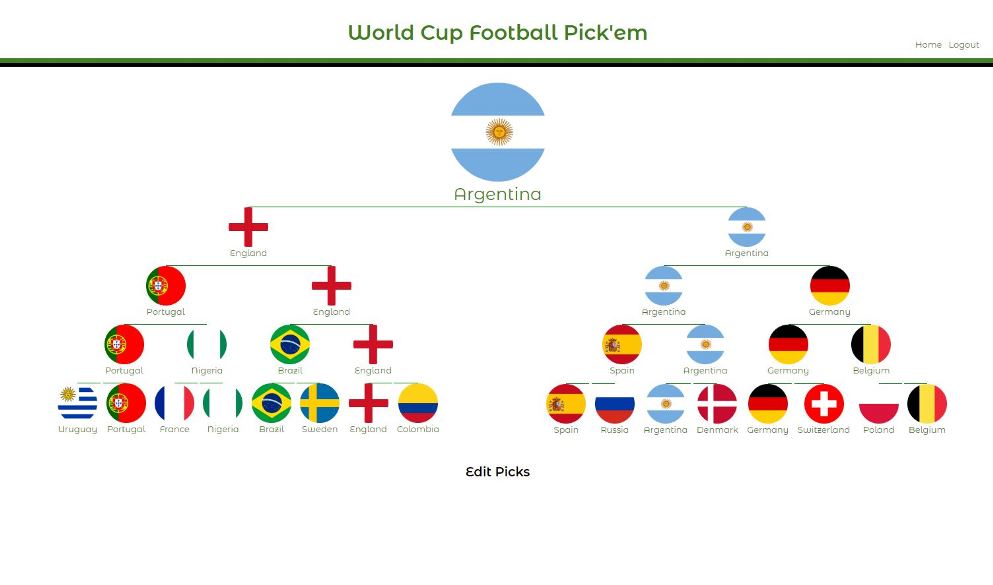 World Cup Football Pick'em
Home Logout
Argentina
England Argentina
Portugal England Argentina Germany
Portugal Nigeria Brazil England Spain Argentina Germany Belgium
Uruguay Portugal France Nigeria Brazil Sweden England Colombia Spain Russia Argentina Denmark Germany Switzerland Poland Belgium
Edit Picks